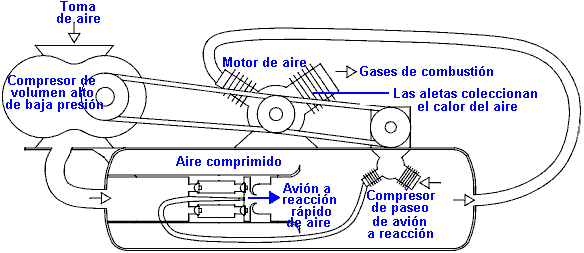 Toma
de aire
Compresor de
volumen alto
de baja presión
Motor de aire
Gases de combustión
Las aletas coleccionan
el calor del aire
Aire comprimido
Avión a
reacción
rápido
de aire
Compresor
de paseo
de avión
a reacción